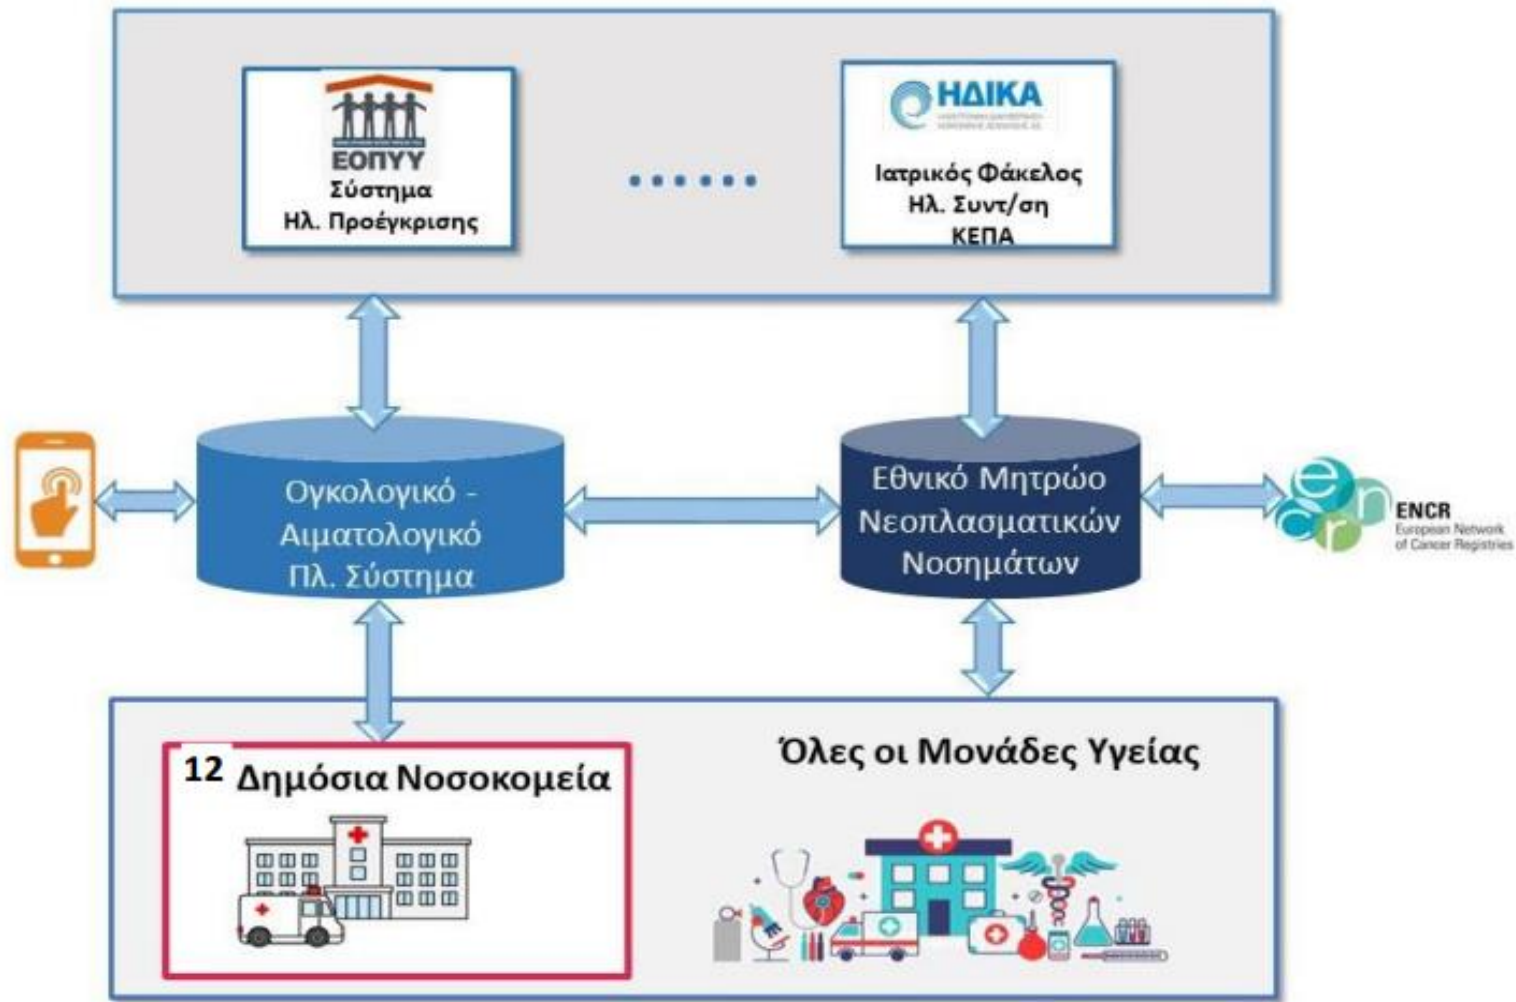 ΕΟΠΥΥ
Σύστημα
Ηλ. Προέγκρισης
......
ΗΔΙΚΑ
Ιατρικός Φάκελος
Ηλ. Συντ/ση
ΚΕΠΑ
Ογκολογικό -
Αιματολογικό
Πλ. Σύστημα
Εθνικό Μητρώο
Νεοπλασματικών
Νοσημάτων
encr
ENCR
European Network
of Cancer Registries
12 Δημόσια Νοσοκομεία
Όλες οι Μονάδες Υγείας